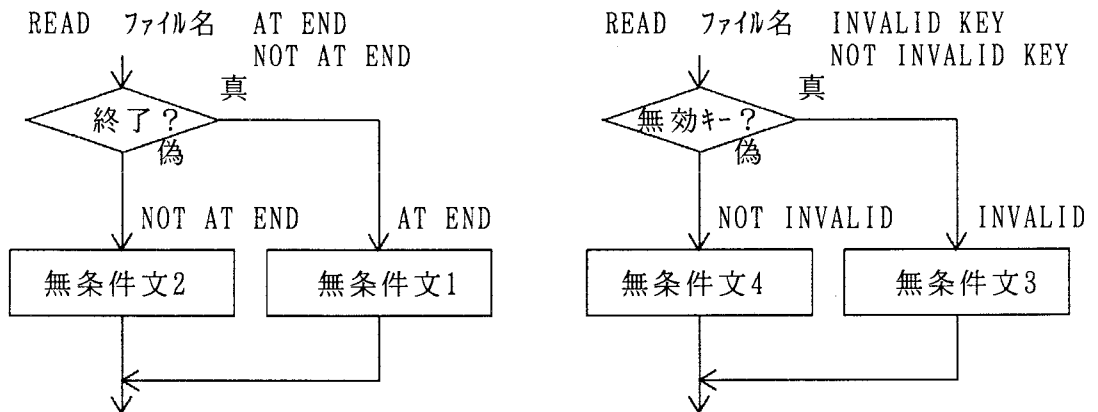 READ ファイル名 AT END
NOT AT END
真
終了?
偽
NOT AT END
AT END
無条件文2
無条件文1
READ ファイル名 INVALID KEY
NOT INVALID KEY
真
無効キー?
偽
NOT INVALID
INVALID
無条件文4
無条件文3